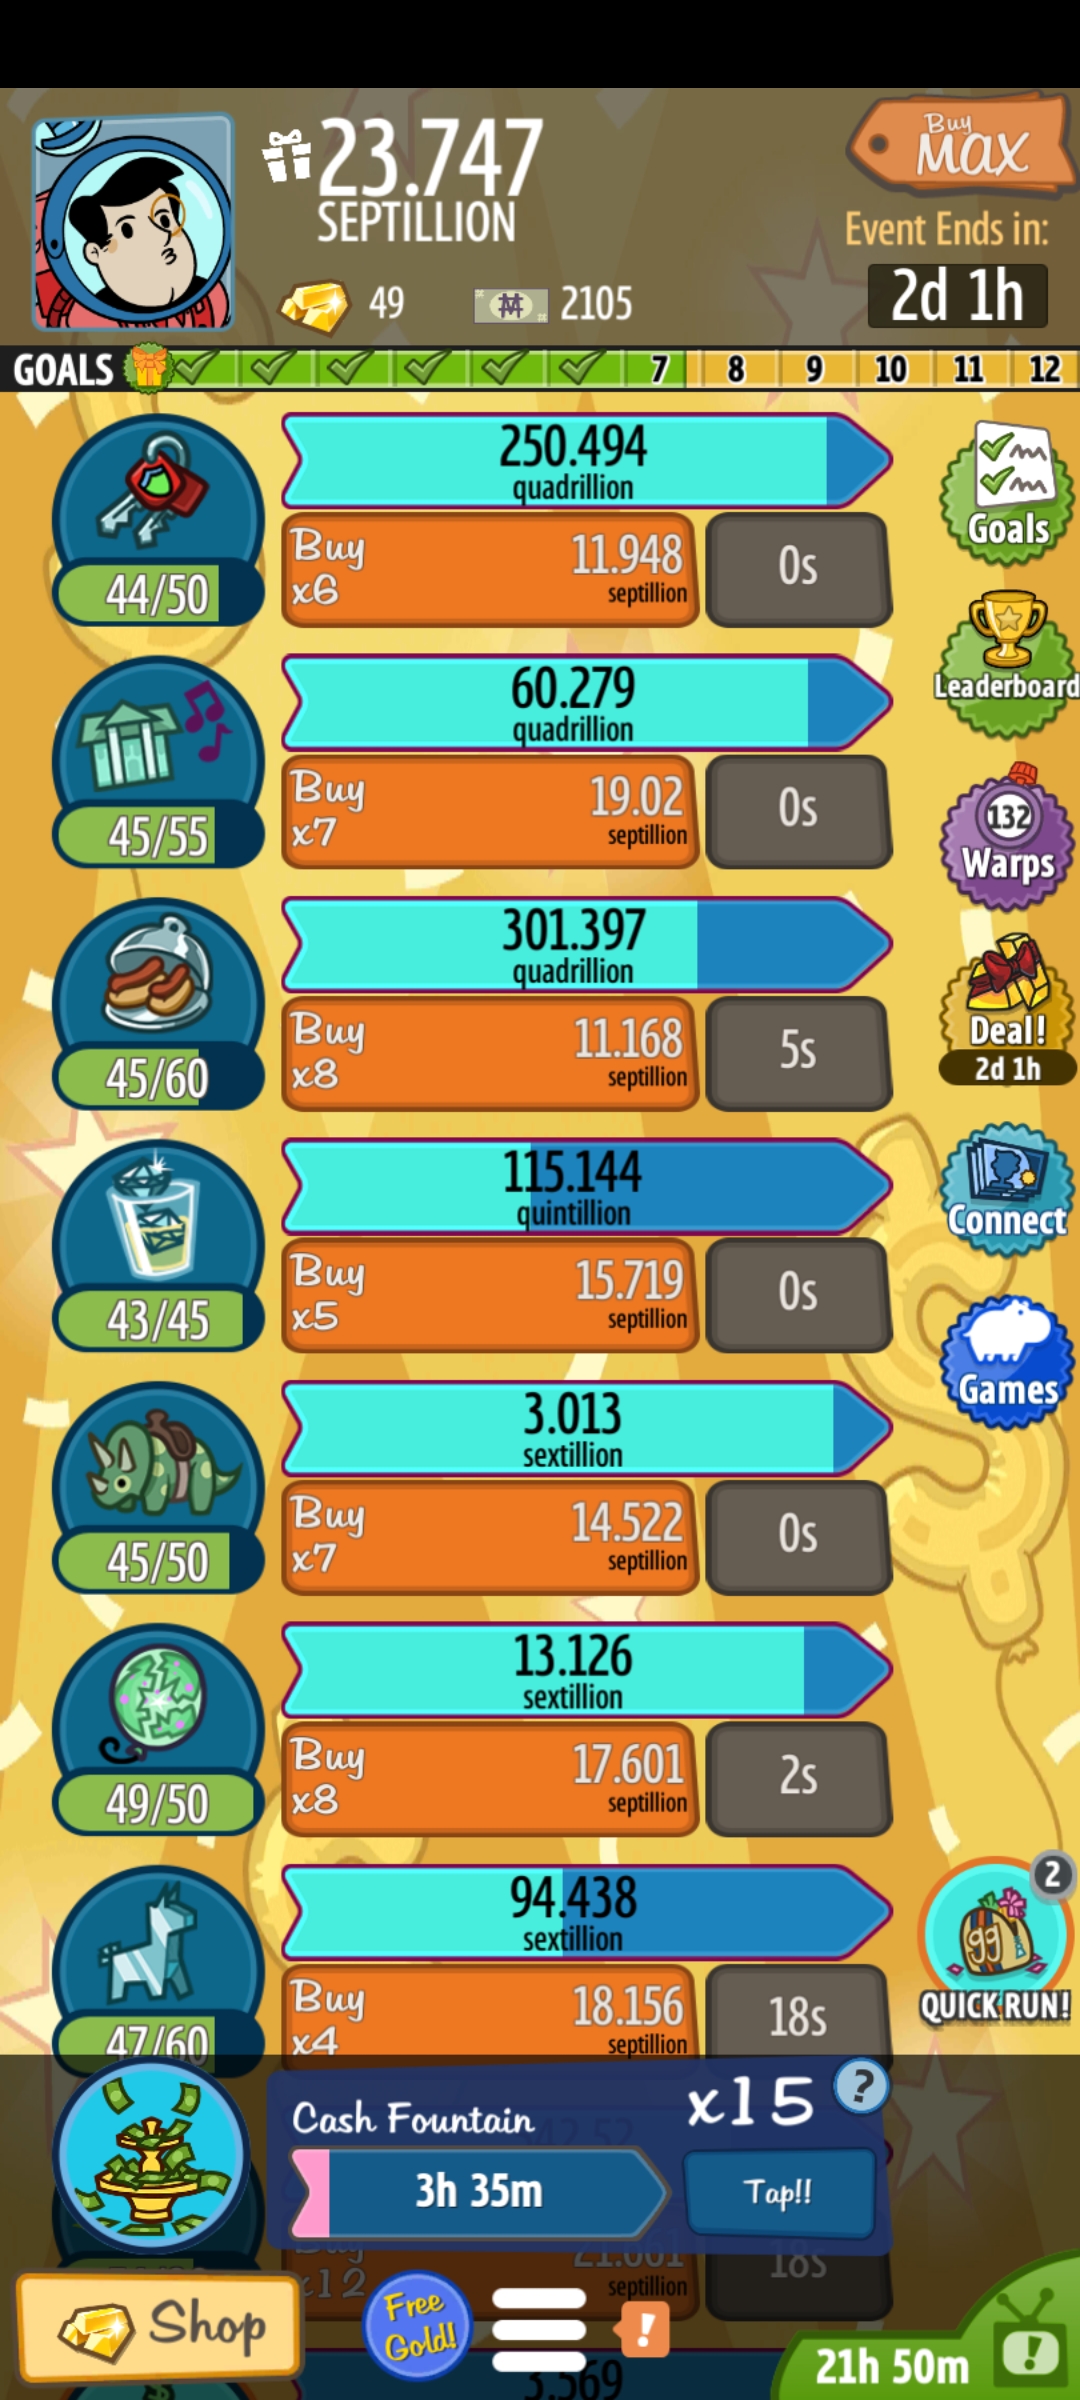 23.747
SEPTILLION
Buy
MAX
Event Ends in:
2d 1h
49
2105
GOALS
7 8 9 10 11 12
250.494
quadrillion
44/50
Buy
x6
11.948
septillion
0s
Goals
Leaderboard
60.279
quadrillion
45/55
Buy
x7
19.02
septillion
0s
132
Warps
301.397
quadrillion
45/60
Buy
x8
11.168
septillion
5s
Deal!
2d 1h
115.144
quintillion
43/45
Buy
x5
15.719
septillion
0s
Connect
Games
3.013
sextillion
45/50
Buy
x7
14.522
septillion
0s
13.126
sextillion
49/50
Buy
x8
17.601
septillion
2s
94.438
sextillion
47/60
Buy
x4
18.156
septillion
18s
2
QUICK RUN!
Cash Fountain
x15
?
3h 35m
Tap!!
Buy
x12
21.661
septillion
18s
Shop
Free
Gold!
!
3.569
21h 50m
!